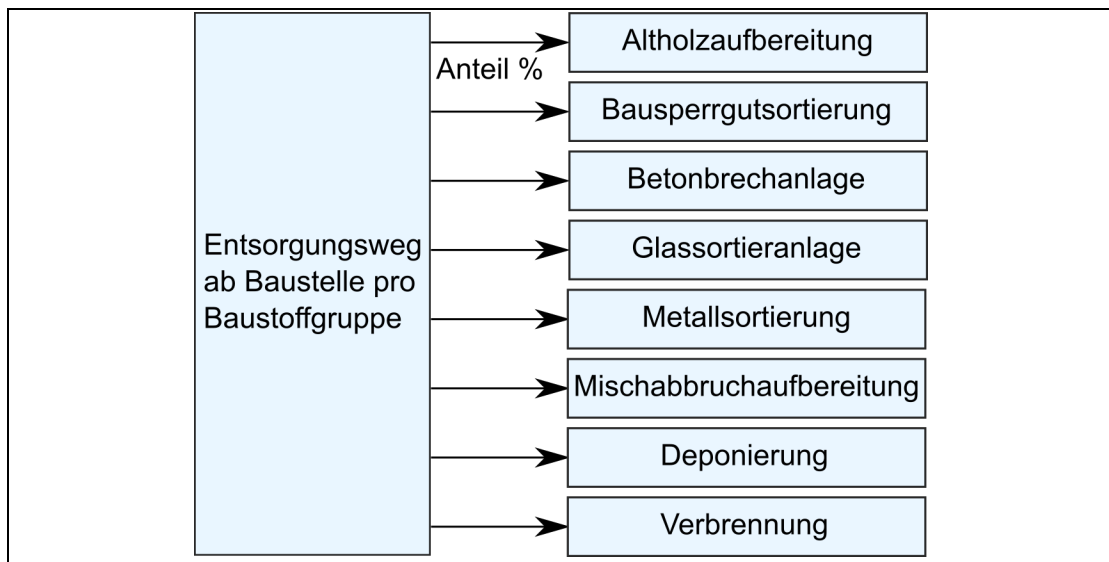 Entsorgungsweg
ab Baustelle pro
Baustoffgruppe
Anteil %
Altholzaufbereitung
Bausperrgutsortierung
Betonbrechanlage
Glassortieranlage
Metallsortierung
Mischabbruchaufbereitung
Deponierung
Verbrennung